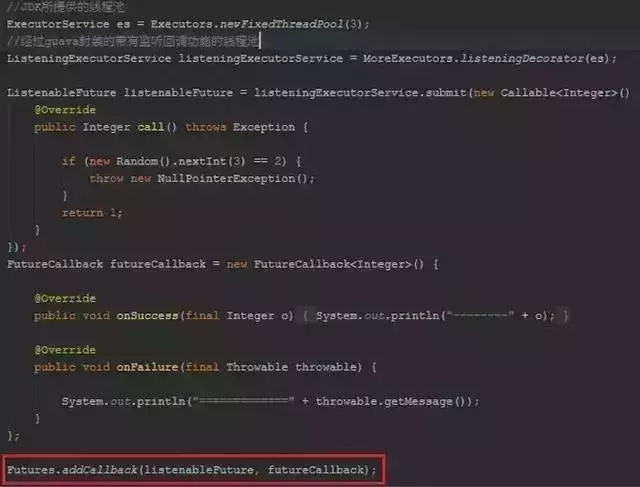 //JDK所提供的线程池
ExecutorService es = Executors.newFixedThreadPool(3);
//经过guava封装的带有监听回调功能的线程池
ListeningExecutorService listeningExecutorService = MoreExecutors.listeningDecorator(es);
ListenableFuture listenableFuture = listeningExecutorService.submit(new Callable<Integer>()
@Override
public Integer call() throws Exception {
if (new Random().nextInt(3) == 2) {
throw new NullPointerException();
}
return 1;
}
});
FutureCallback futureCallback = new FutureCallback<Integer>() {
@Override
public void onSuccess(final Integer o) { System.out.println("--------" + o); }
@Override
public void onFailure(final Throwable throwable) {
System.out.println("=============" + throwable.getMessage());
}
};
Futures.addCallback(listenableFuture, futureCallback);